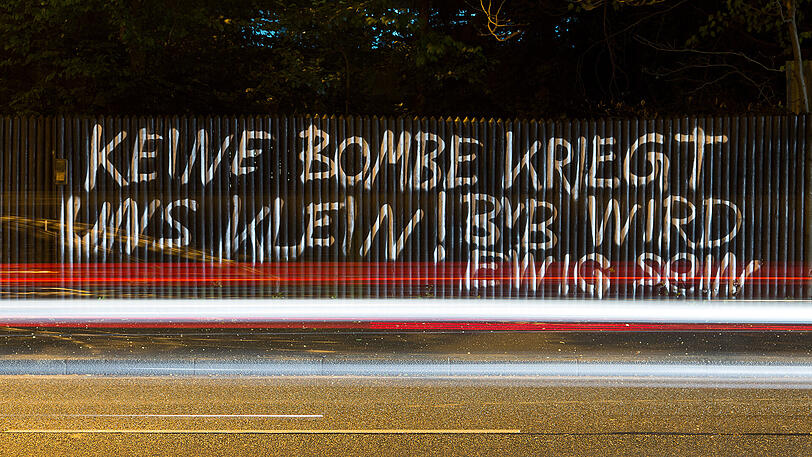 KEINE BOMBE KRIEGT
UNS KLEIN! BVB WIRD
EWIG SEIN